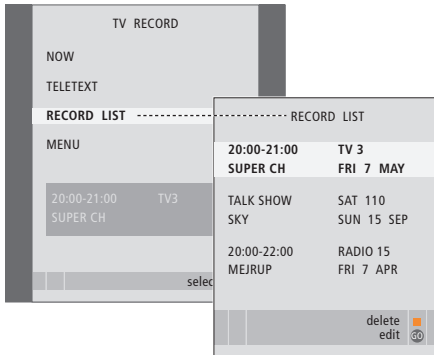 TV RECORD
NOW
TELETEXT
RECORD LIST
MENU
20:00-21:00 TV3
SUPER CH
RECORD LIST
20:00-21:00 TV 3
SUPER CH FRI 7 MAY
TALK SHOW SAT 110
SKY SUN 15 SEP
20:00-22:00 RADIO 15
MEJRUP FRI 7 APR
delete
edit GO